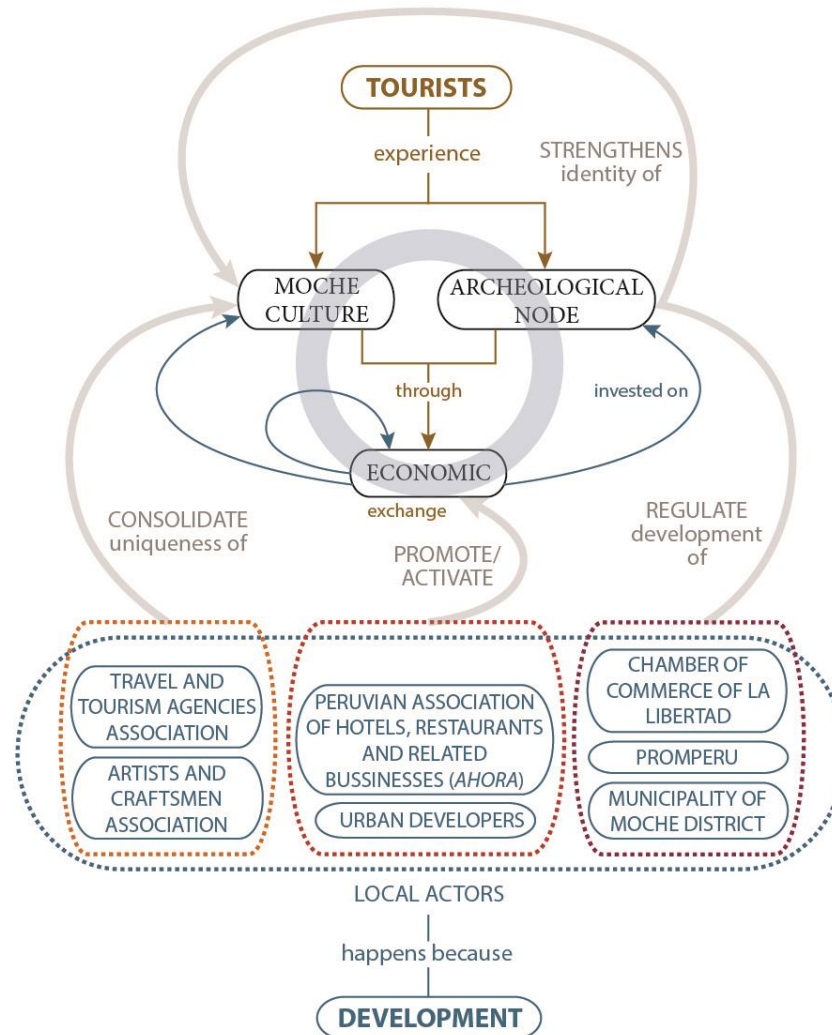 TOURISTS
experience
STRENGTHENS
identity of
MOCHE
CULTURE
ARCHEOLOGICAL
NODE
through
invested on
ECONOMIC
exchange
CONSOLIDATE
uniqueness of
PROMOTE/
ACTIVATE
REGULATE
development
of
TRAVEL AND
TOURISM AGENCIES
ASSOCIATION
ARTISTS AND
CRAFTSMEN
ASSOCIATION
PERUVIAN ASSOCIATION
OF HOTELS, RESTAURANTS
AND RELATED
BUSSINESSES (AHORA)
URBAN DEVELOPERS
CHAMBER OF
COMMERCE OF LA
LIBERTAD
PROMPERU
MUNICIPALITY OF
MOCHE DISTRICT
LOCAL ACTORS
happens because
DEVELOPMENT